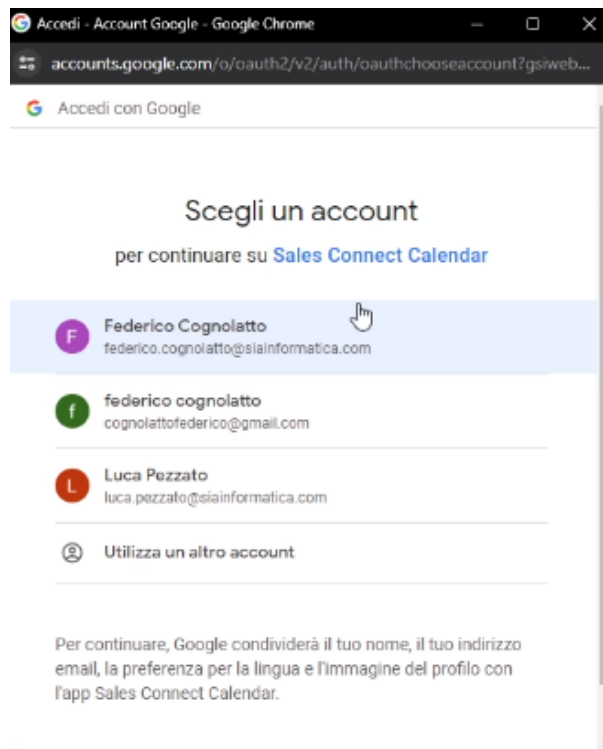 Accedi - Account Google - Google Chrome
accounts.google.com/o/oauth2/v2/auth/oauthchooseaccount?gsiweb...
G Accedi con Google
Scegli un account
per continuare su Sales Connect Calendar
F
Federico Cognolatto
federico.cognolatto@siainformatica.com
f
federico cognolatto
cognolattofederico@gmail.com
L
Luca Pezzato
luca.pezzato@siainformatica.com
Utilizza un altro account
Per continuare, Google condividerà il tuo nome, il tuo indirizzo
email, la preferenza per la lingua e l'immagine del profilo con
l'app Sales Connect Calendar.